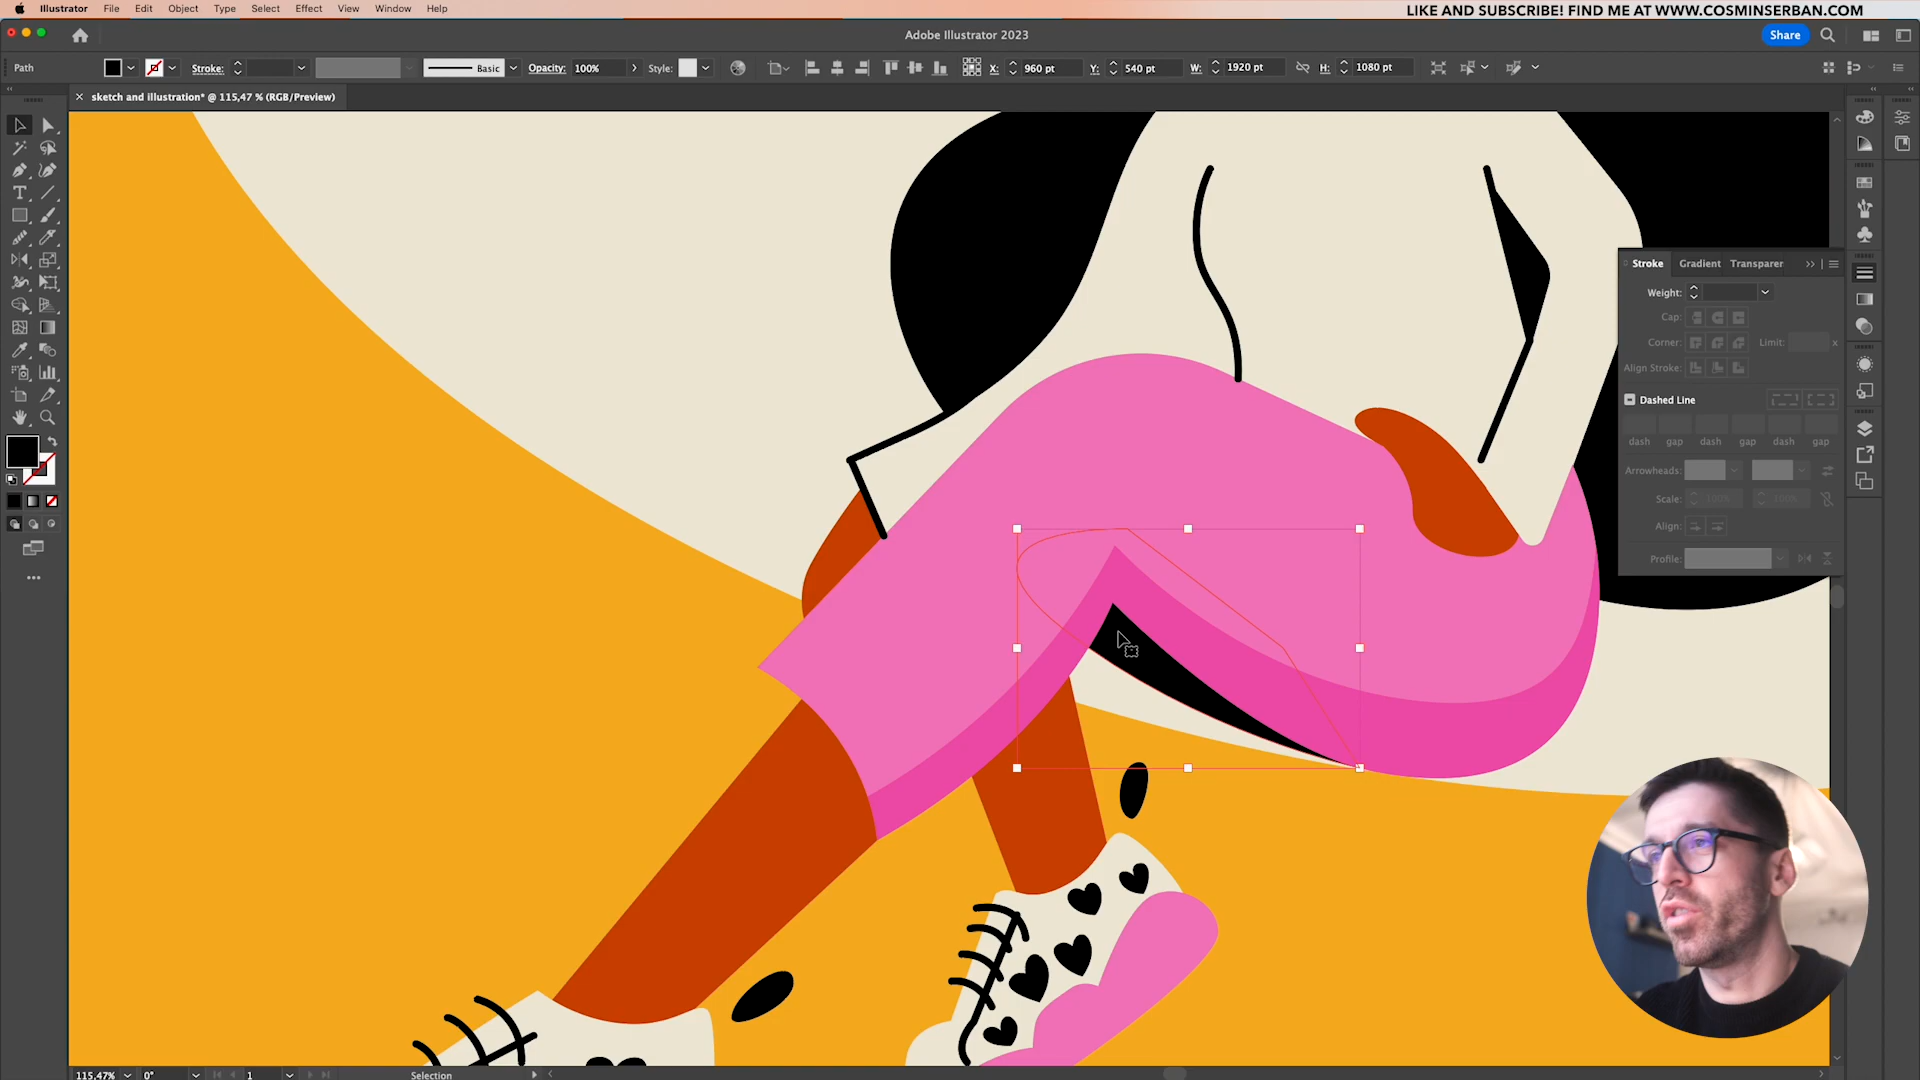 Illustrator File Edit Object Type Select Effect View Window Help
LIKE AND SUBSCRIBE! FIND ME AT WWW.COSMINSERBAN.COM
Adobe Illustrator 2023
Share
Path Stroke: Basic Opacity: 100% Style: X: 960 pt Y: 540 pt W: 1920 pt H: 1080 pt
× sketch and illustration* @ 115,47 % (RGB/Preview)
Stroke Gradient Transparer
Weight:
Cap:
Corner: Limit: x
Align Stroke:
Dashed Line
dash gap dash gap dash gap
Arrowheads:
Scale: 100% 100%
Align:
Profile:
115,47% 0° 1 Selection